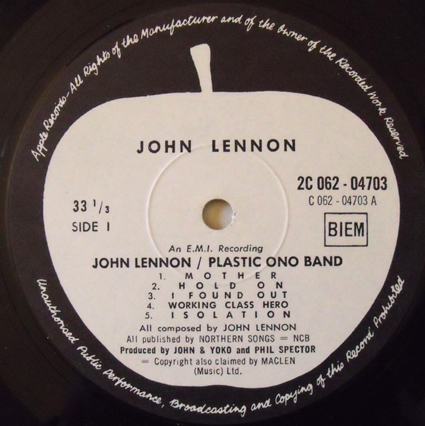 Apple Records-All Rights of the Manufacturer and of the Owner of the Recorded Work Reserved
JOHN LENNON
33 1/3
SIDE 1
2C 062 - 04703
C 062 - 04703 A
BIEM
An E.M.I. Recording
JOHN LENNON / PLASTIC ONO BAND
1. MOTHER
2. HOLD ON
3. I FOUND OUT
4. WORKING CLASS HERO
5. ISOLATION
All composed by JOHN LENNON
All published by NORTHERN SONGS = NCB
Produced by JOHN & YOKO and PHIL SPECTOR
= Copyright also claimed by MACLEN
(Music) Ltd.
Unauthorised Public Performance, Broadcasting and Copying of this Record Prohibited